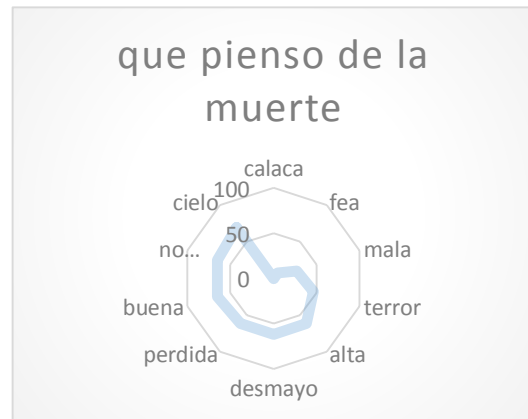 que pienso de la
muerte
calaca
fea
mala
terror
alta
desmayo
perdida
buena
no...
cielo
100
50
0